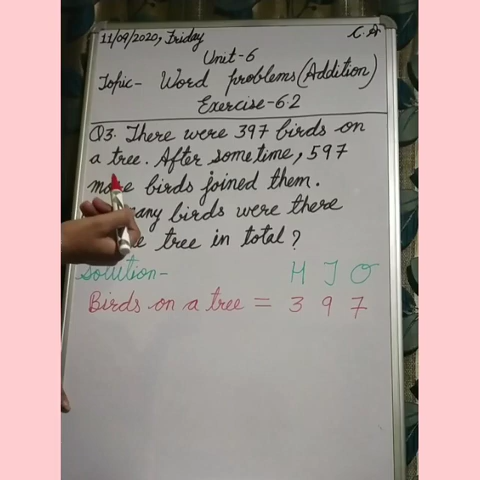 11/09/2020, Friday C.A
Unit-6
Topic- Word problems (Addition)
Exercise-6.2
Q3. There were 397 birds on
a tree. After sometime, 597
more birds joined them.
many birds were there
tree in total?
Solution- H T O
Birds on a tree = 3 9 7